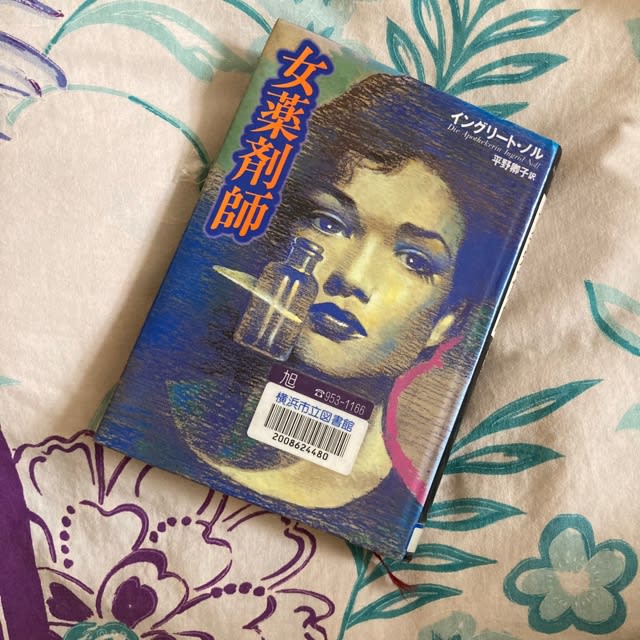 女薬剤師
イングリート・ノル
Die Apothekerin Ingrid Noll
平野卿子訳
旭 ☎953-1166
横浜市立図書館
2008624480